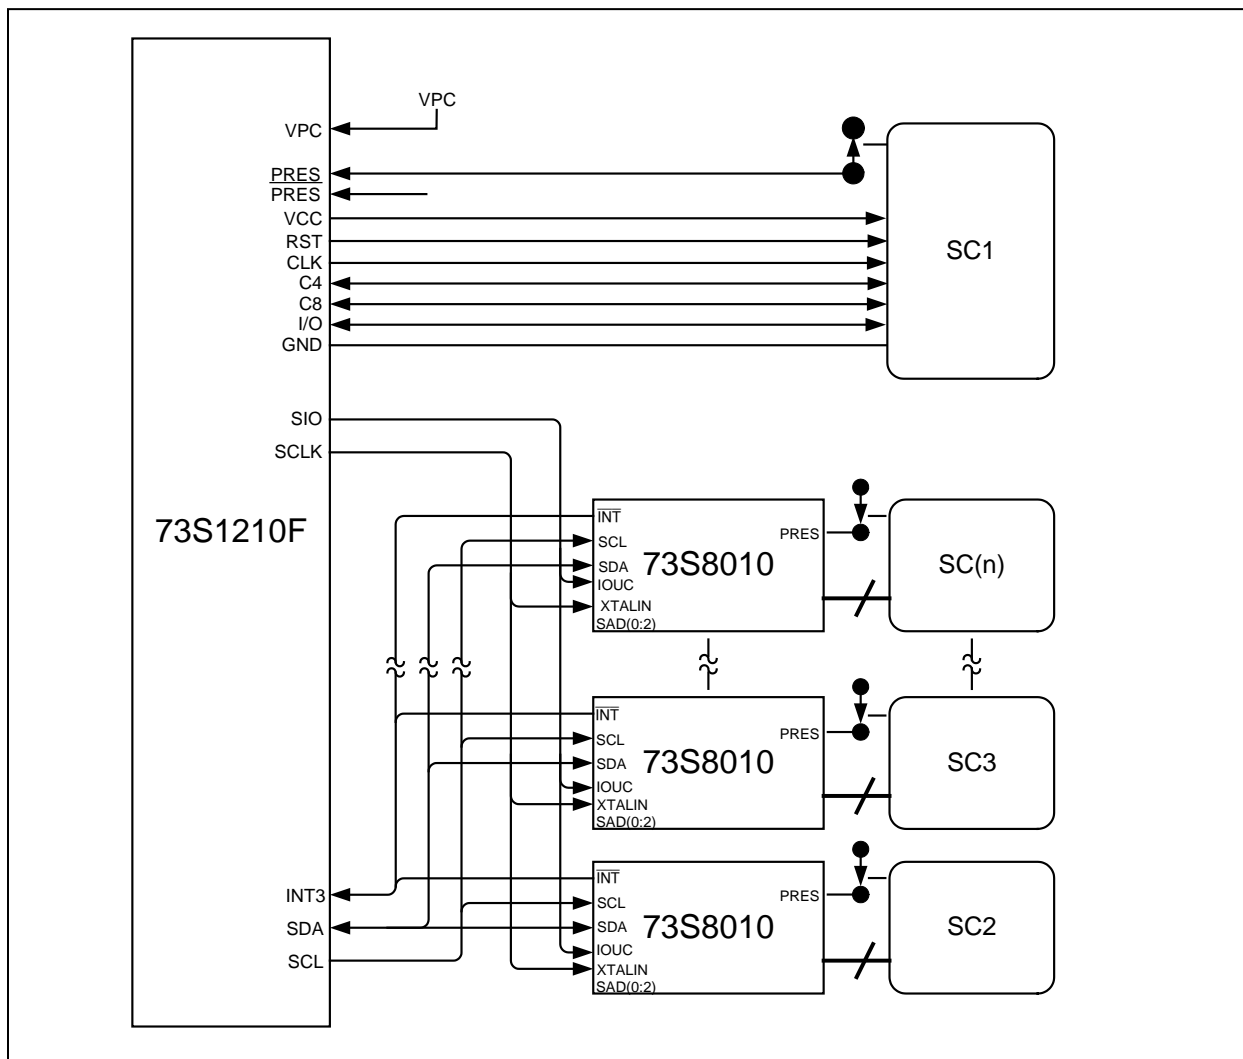 VPC
VPC
PRES
PRES
VCC
RST
CLK
C4
C8
I/O
GND
SC1
SIO
SCLK
73S1210F
INT3
SDA
SCL
INT
SCL
SDA
IOUC
XTALIN
SAD(0:2)
73S8010
PRES
SC(n)
INT
SCL
SDA
IOUC
XTALIN
SAD(0:2)
73S8010
PRES
SC3
INT
SCL
SDA
IOUC
XTALIN
SAD(0:2)
73S8010
PRES
SC2